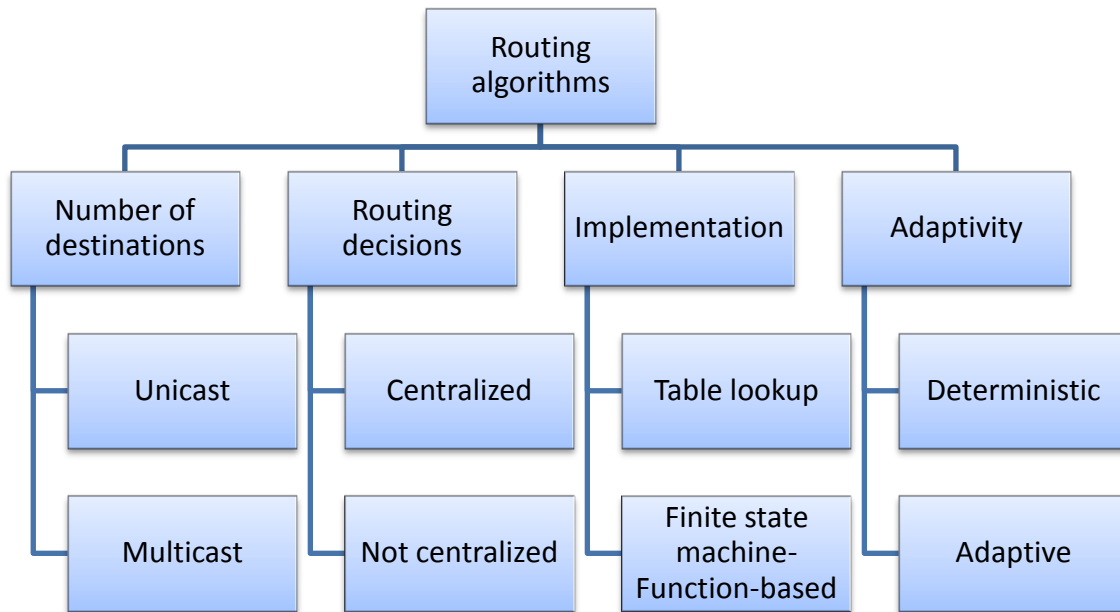 Routing
algorithms
Number of
destinations
Routing
decisions
Implementation
Adaptivity
Unicast
Centralized
Table lookup
Deterministic
Multicast
Not centralized
Finite state
machine-
Function-based
Adaptive